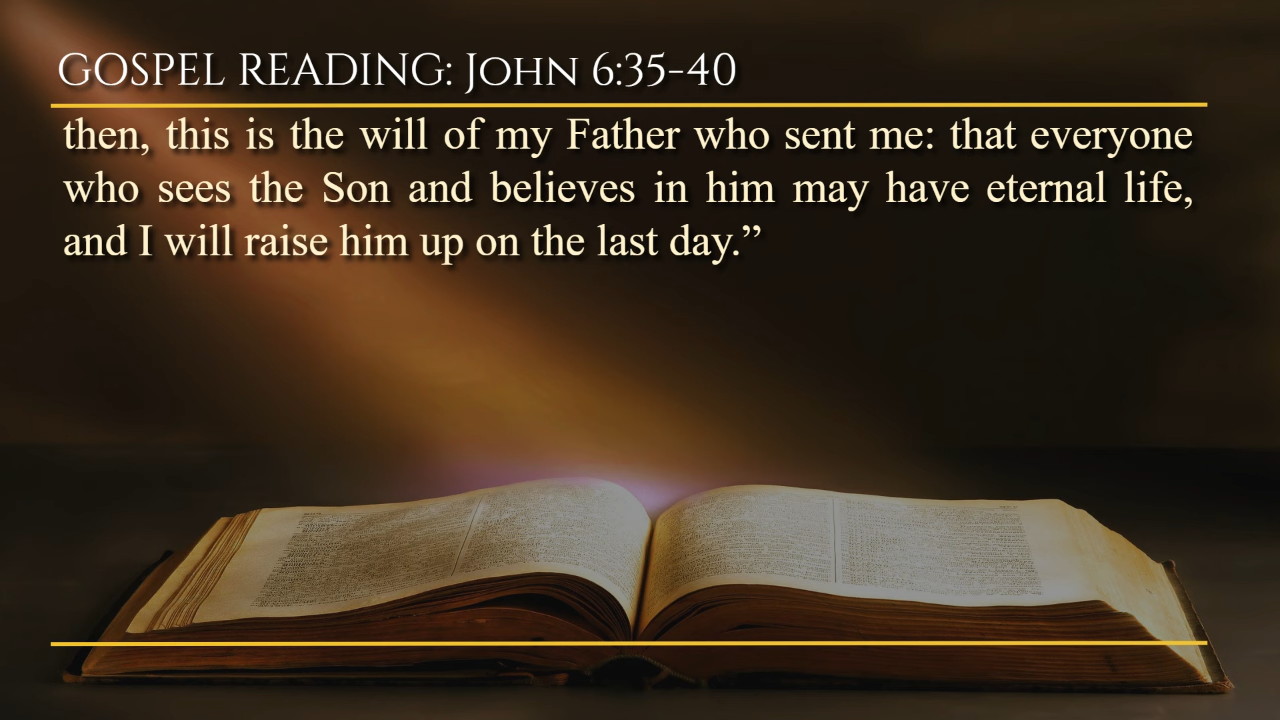 GOSPEL READING: John 6:35-40
then, this is the will of my Father who sent me: that everyone
who sees the Son and believes in him may have eternal life,
and I will raise him up on the last day.”